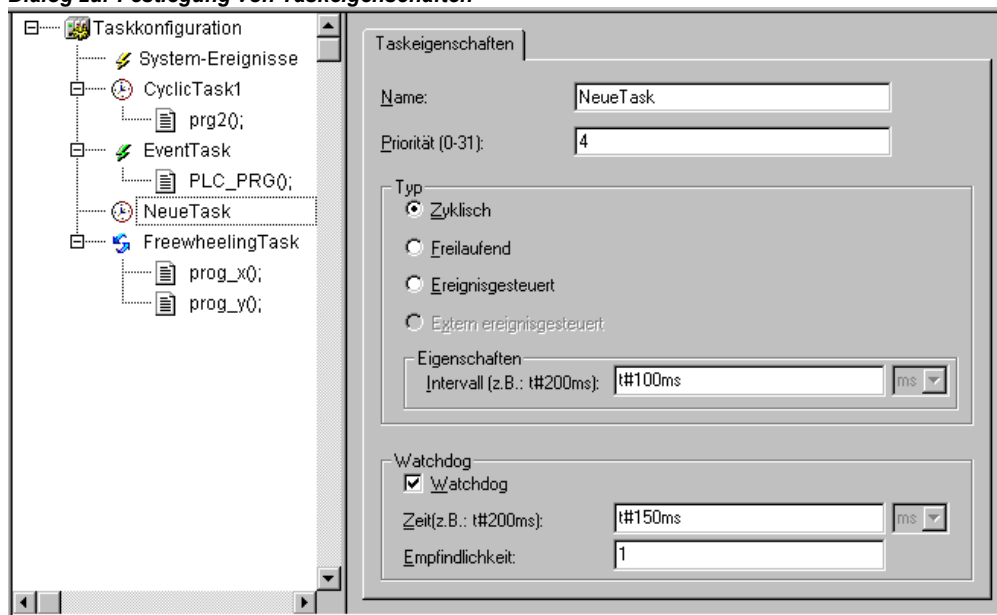 Dialog zur Festlegung von Taskeigenschaften
Taskkonfiguration
System-Ereignisse
CyclicTask1
prg2();
EventTask
PLC_PRG();
NeueTask
FreewheelingTask
prog_x();
prog_y();
Taskeigenschaften
Name: NeueTask
Priorität (0-31): 4
Typ
Zyklisch
Freilaufend
Ereignisgesteuert
Extern ereignisgesteuert
Eigenschaften
Intervall (z.B.: t#200ms): t#100ms ms
Watchdog
Watchdog
Zeit(z.B.: t#200ms): t#150ms ms
Empfindlichkeit: 1